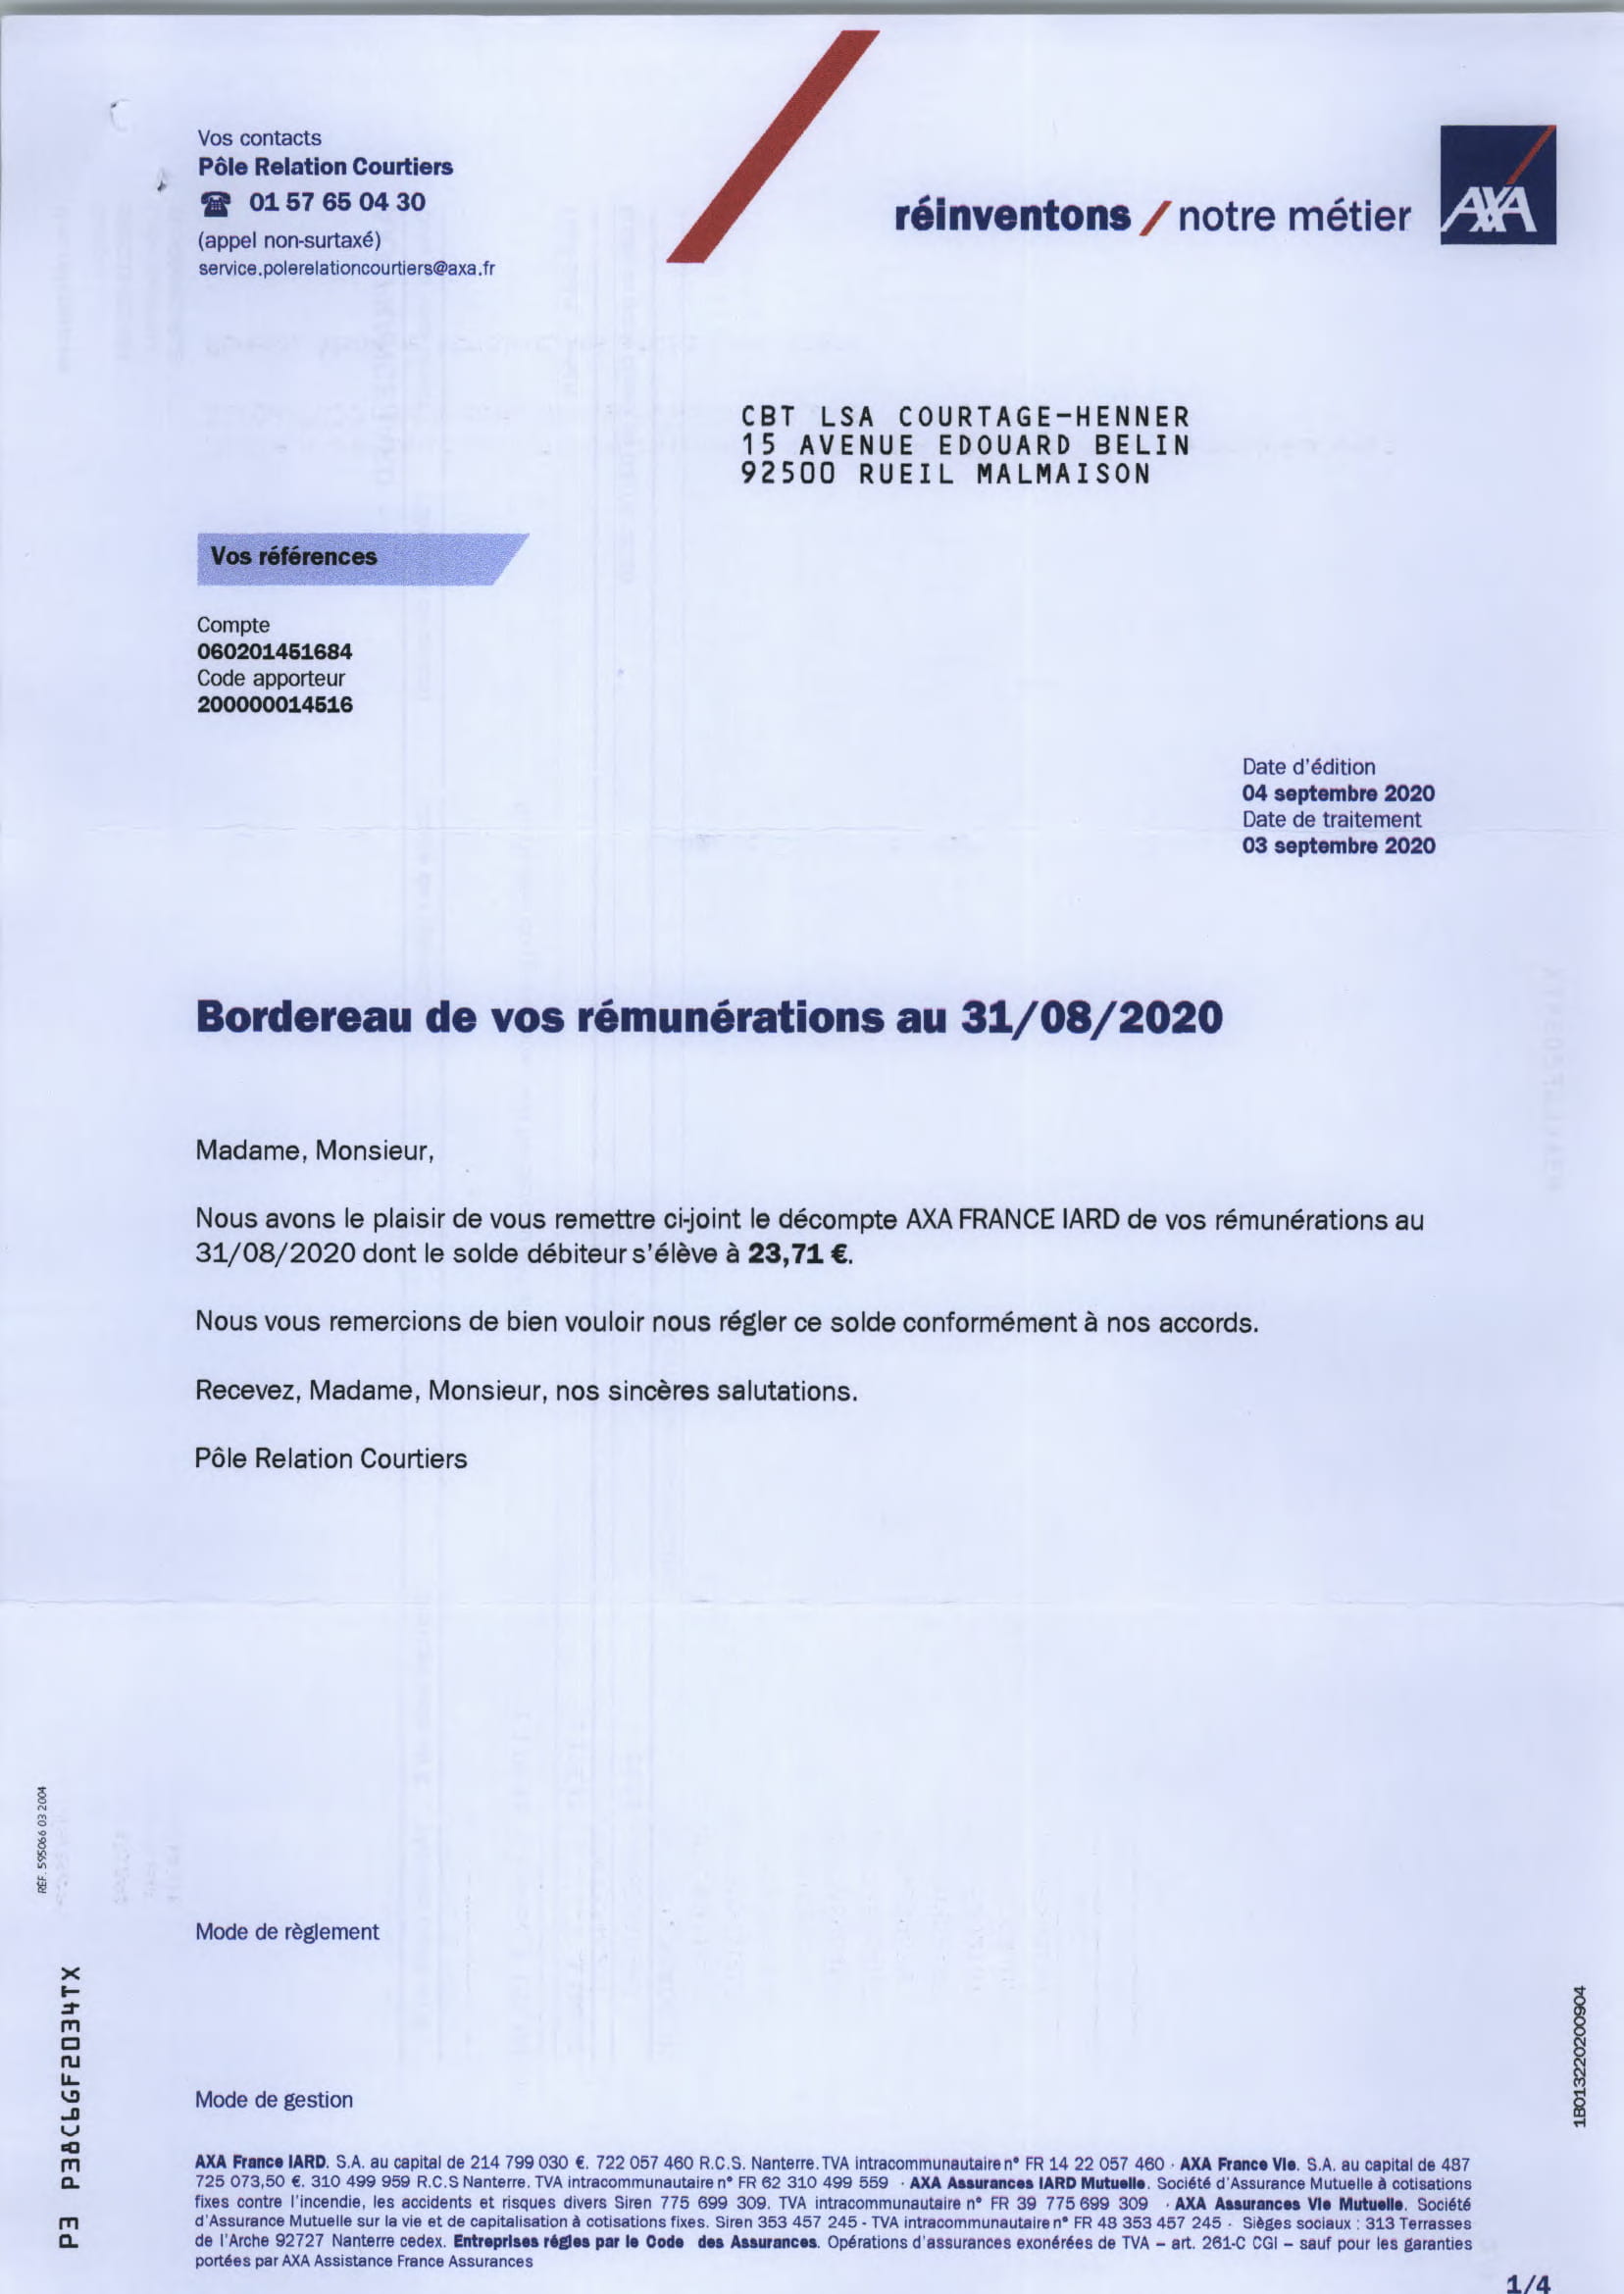 Vos contacts
Pôle Relation Courtiers
☎ 01 57 65 04 30
(appel non-surtaxé)
service.polerelationcourtiers@axa.fr
réinventons / notre métier
AXA
CBT LSA COURTAGE-HENNER
15 AVENUE EDOUARD BELIN
92500 RUEIL MALMAISON
Vos références
Compte
060201451684
Code apporteur
200000014516
Date d'édition
04 septembre 2020
Date de traitement
03 septembre 2020
Bordereau de vos rémunérations au 31/08/2020
Madame, Monsieur,
Nous avons le plaisir de vous remettre ci-joint le décompte AXA FRANCE IARD de vos rémunérations au
31/08/2020 dont le solde débiteur s'élève à 23,71 €.
Nous vous remercions de bien vouloir nous régler ce solde conformément à nos accords.
Recevez, Madame, Monsieur, nos sincères salutations.
Pôle Relation Courtiers
REF. 595066 03 2004
Mode de règlement
P3 P38C6GF2034TX
1B01322020​0904
Mode de gestion
AXA France IARD. S.A. au capital de 214 799 030 €. 722 057 460 R.C.S. Nanterre. TVA intracommunautaire n° FR 14 22 057 460 · AXA France Vie. S.A. au capital de 487
725 073,50 €. 310 499 959 R.C.S Nanterre. TVA intracommunautaire n° FR 62 310 499 559 · AXA Assurances IARD Mutuelle. Société d'Assurance Mutuelle à cotisations
fixes contre l'incendie, les accidents et risques divers Siren 775 699 309. TVA intracommunautaire n° FR 39 775 699 309 · AXA Assurances Vie Mutuelle. Société
d'Assurance Mutuelle sur la vie et de capitalisation à cotisations fixes. Siren 353 457 245 - TVA intracommunautaire n° FR 48 353 457 245 · Sièges sociaux : 313 Terrasses
de l'Arche 92727 Nanterre cedex. Entreprises régies par le Code des Assurances. Opérations d'assurances exonérées de TVA – art. 261-C CGI – sauf pour les garanties
portées par AXA Assistance France Assurances
1/4